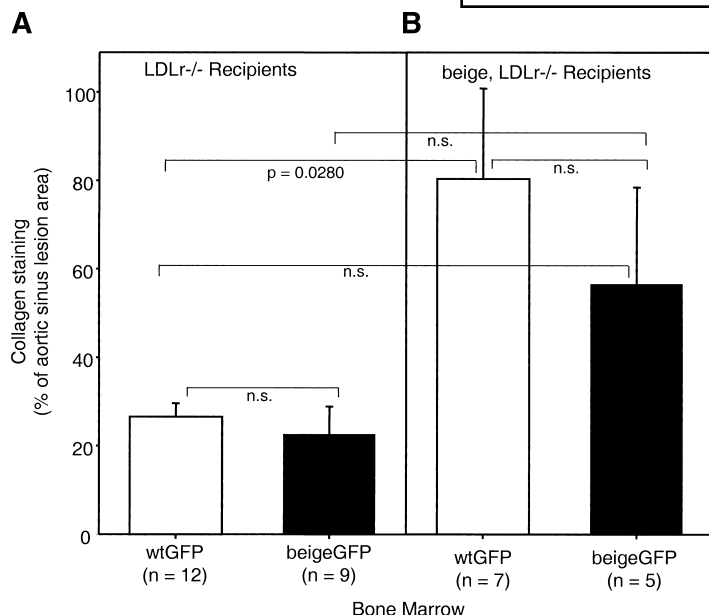 A
B
LDLr-/- Recipients
beige, LDLr-/- Recipients
Collagen staining
(% of aortic sinus lesion area)
100
80
60
40
20
0
n.s.
p = 0.0280
n.s.
n.s.
n.s.
wtGFP
(n = 12)
beigeGFP
(n = 9)
wtGFP
(n = 7)
beigeGFP
(n = 5)
Bone Marrow